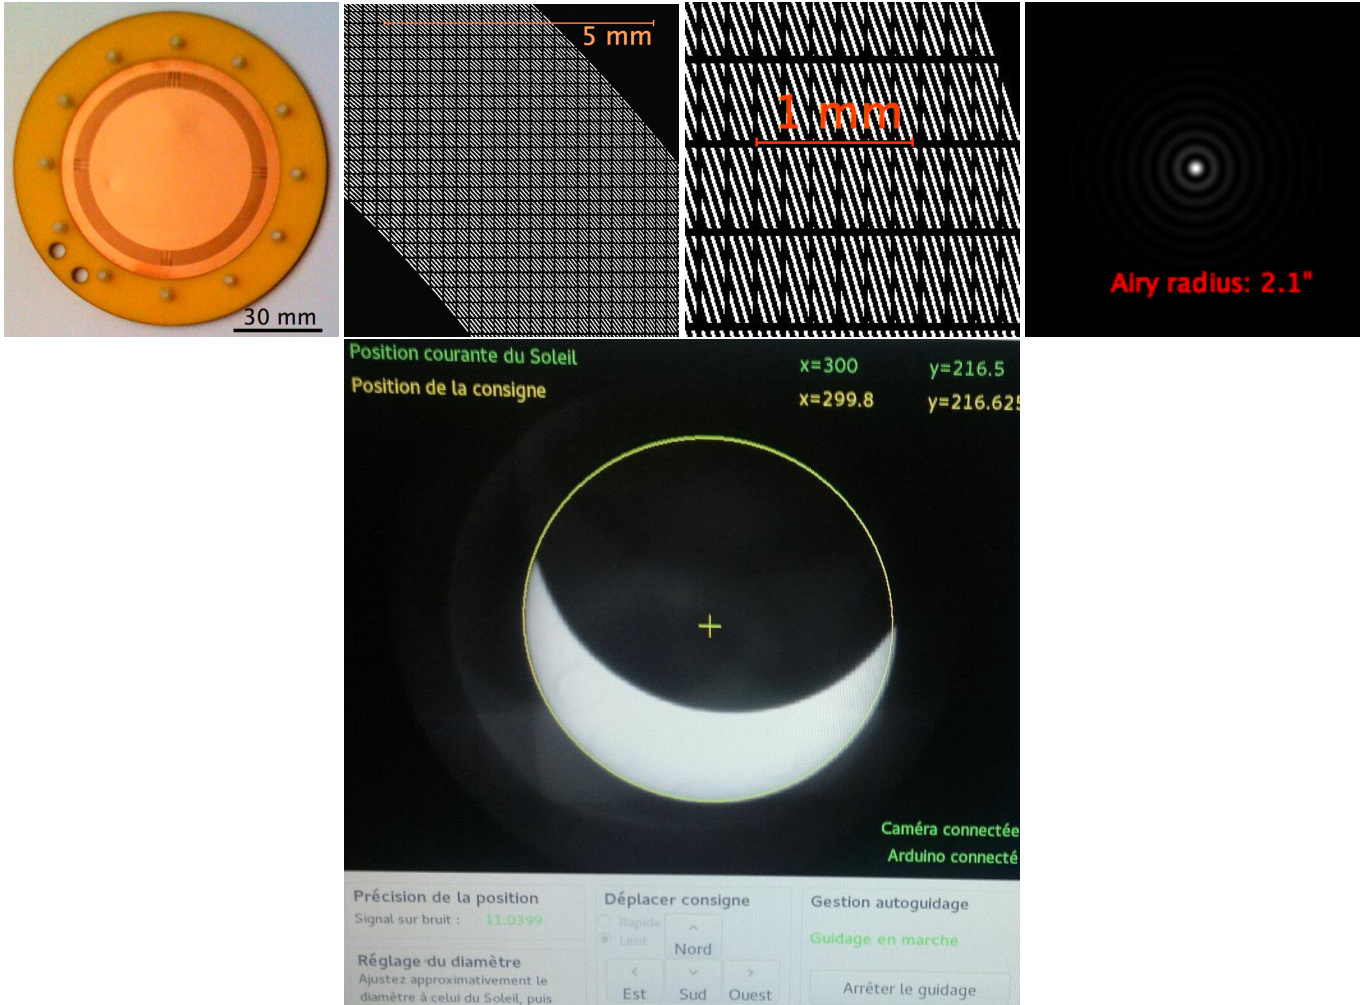 30 mm
5 mm
1 mm
Airy radius: 2.1"
Position courante du Soleil x=300 y=216.5
Position de la consigne x=299.8 y=216.625
Caméra connectée
Arduino connecté
Précision de la position
Signal sur bruit : 11.0399
Réglage du diamètre
Ajustez approximativement le
diamètre à celui du Soleil, puis
Déplacer consigne
Rapide
Lent
Nord
Est Sud Ouest
Gestion autoguidage
Guidage en marche
Arrêter le guidage